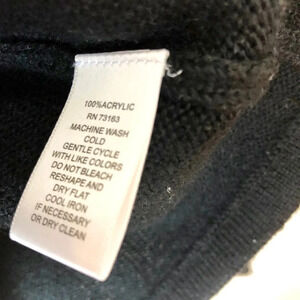 100%ACRYLIC
RN 73163
MACHINE WASH
COLD
GENTLE CYCLE
WITH LIKE COLORS
DO NOT BLEACH
RESHAPE AND
DRY FLAT
COOL IRON
IF NECESSARY
OR DRY CLEAN